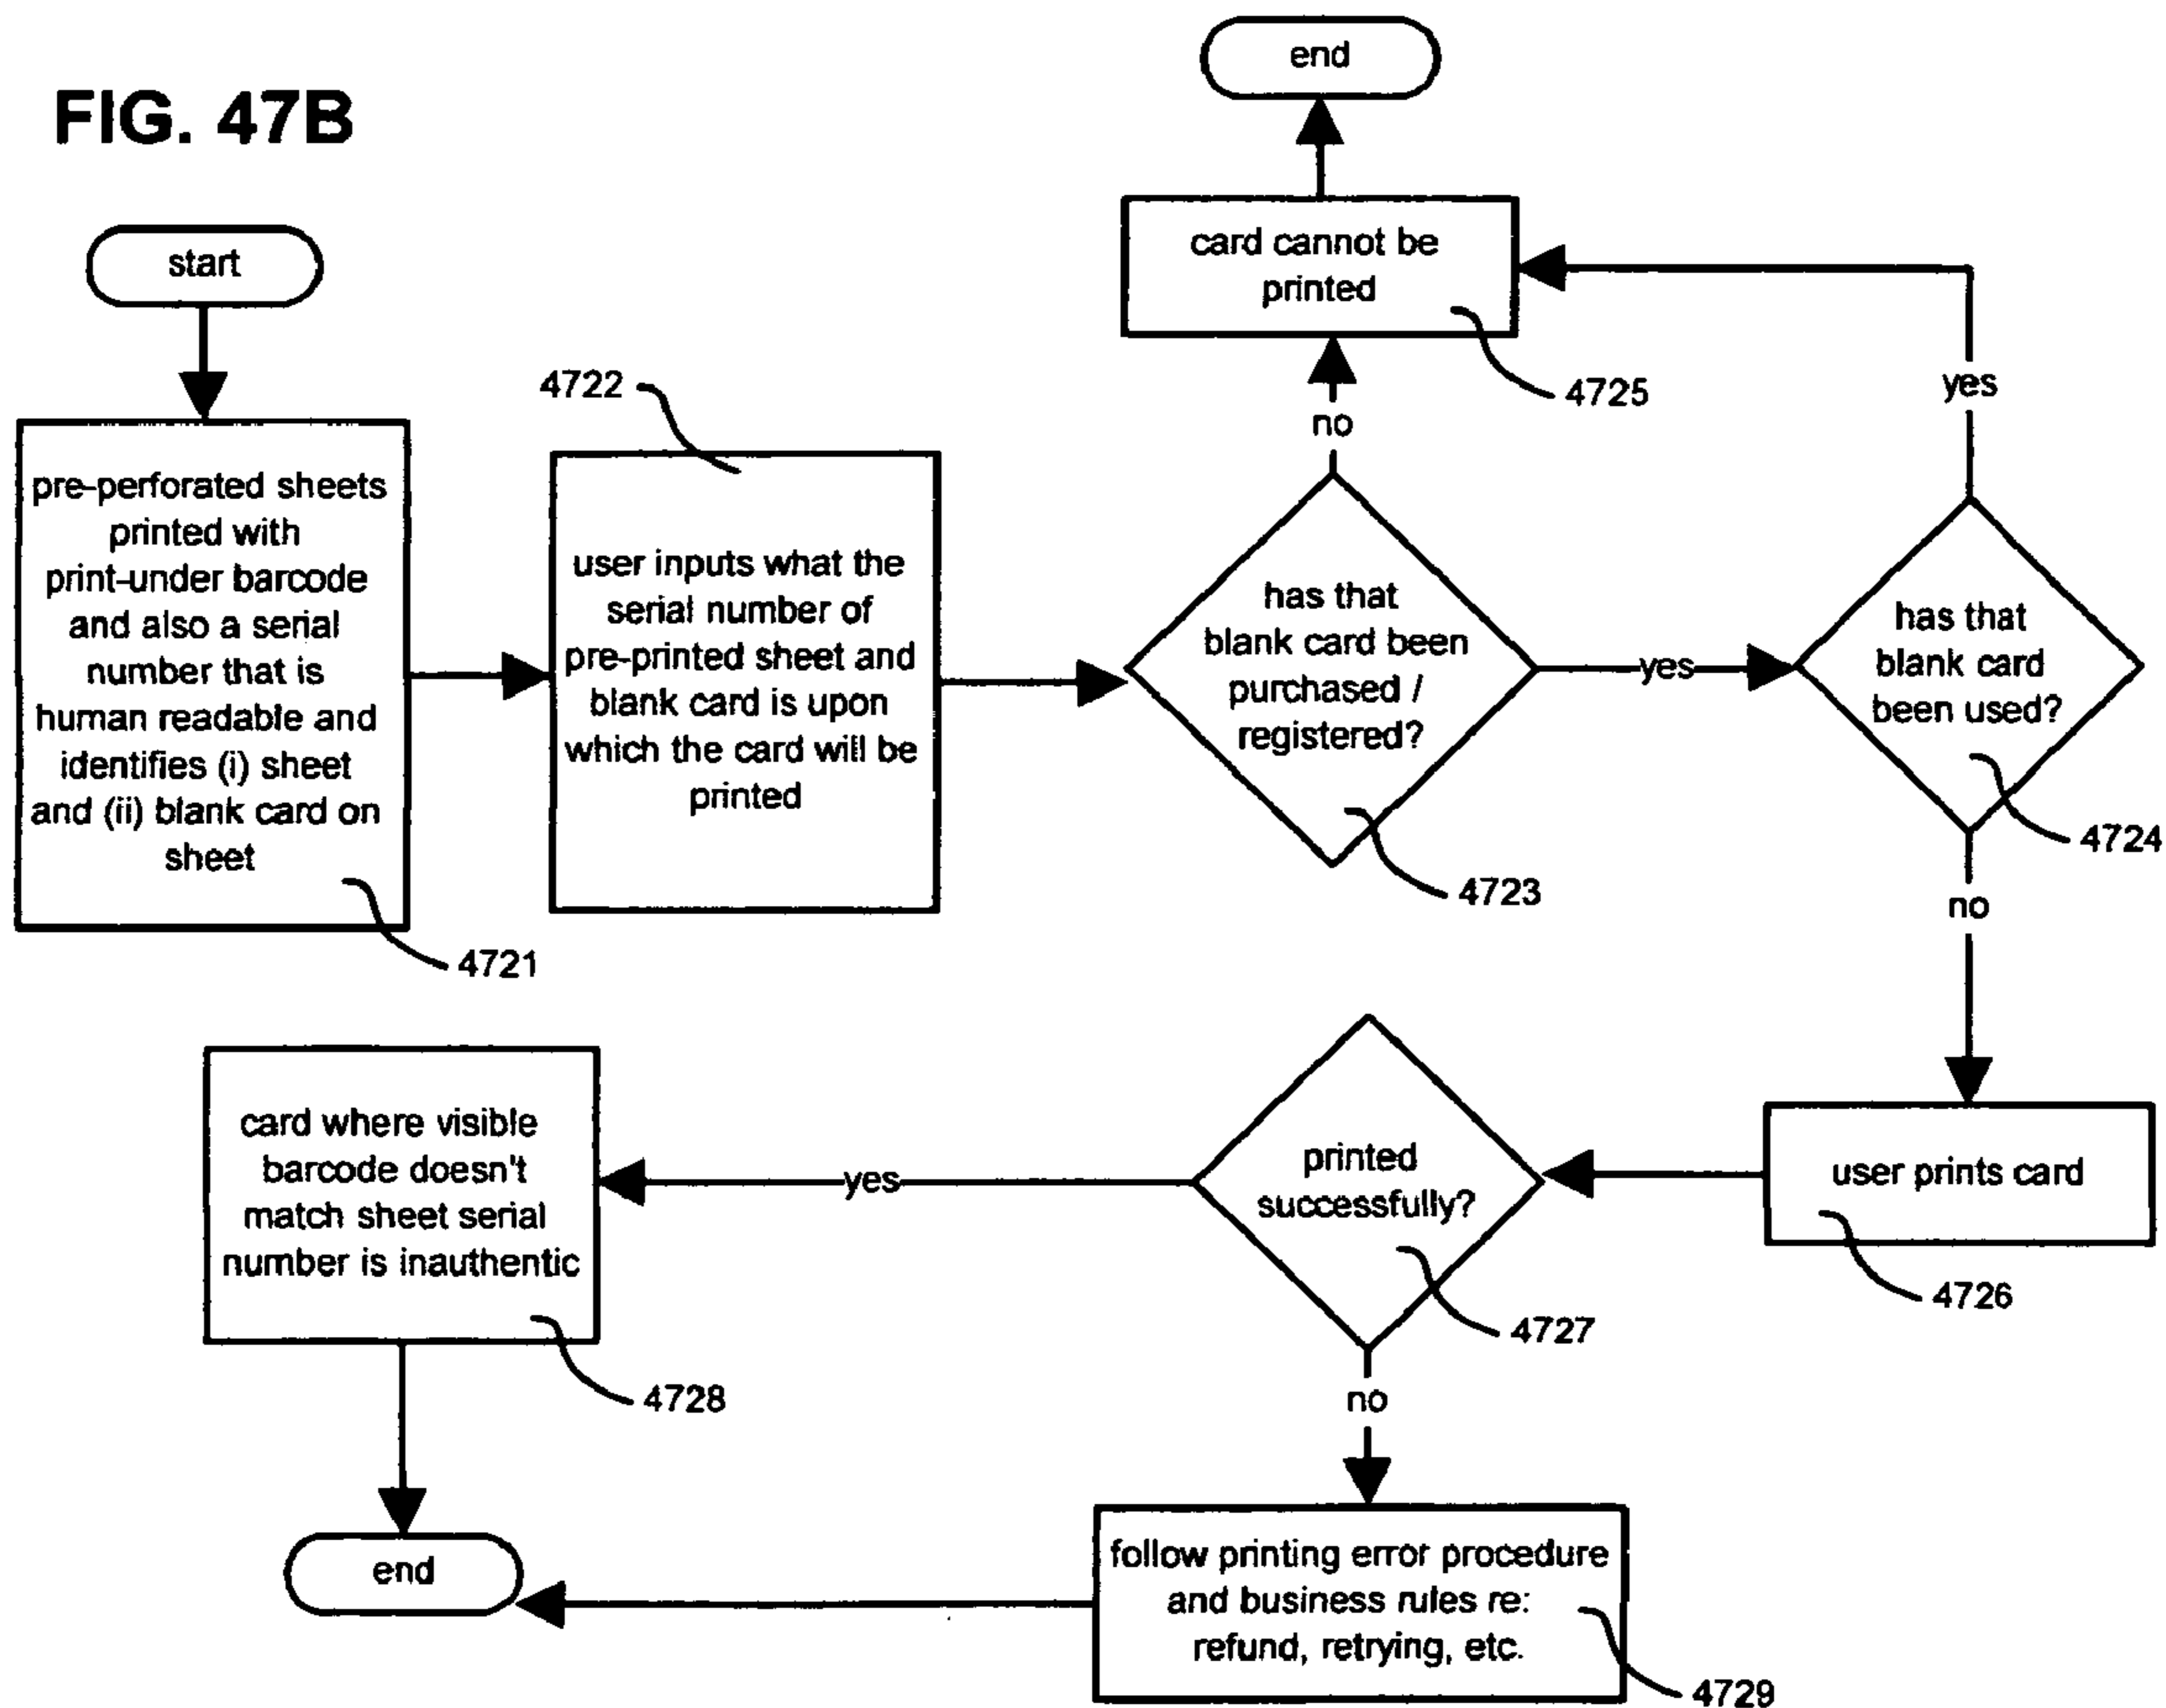 FIG. 47B
start
pre-perforated sheets
printed with
print-under barcode
and also a serial
number that is
human readable and
identifies (i) sheet
and (ii) blank card on
sheet
4721
4722
user inputs what the
serial number of
pre-printed sheet and
blank card is upon
which the card will be
printed
has that
blank card been
purchased /
registered?
4723
no
card cannot be
printed
4725
end
yes
has that
blank card
been used?
4724
yes
no
user prints card
4726
printed
successfully?
4727
yes
card where visible
barcode doesn't
match sheet serial
number is inauthentic
4728
no
follow printing error procedure
and business rules re:
refund, retrying, etc.
4729
end